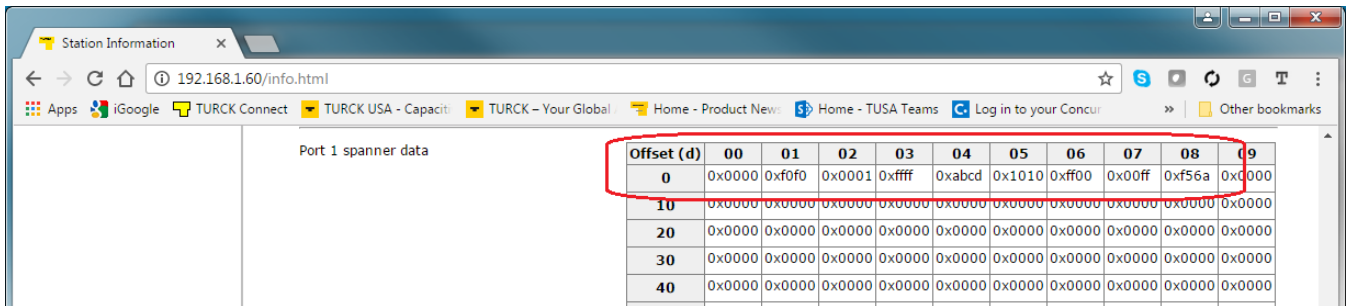 Station Information
192.168.1.60/info.html
Apps iGoogle TURCK Connect TURCK USA - Capaciti TURCK – Your Global Home - Product News Home - TUSA Teams Log in to your Concur » Other bookmarks
Port 1 spanner data
Offset (d) 00 01 02 03 04 05 06 07 08 09
0 0x0000 0xf0f0 0x0001 0xffff 0xabcd 0x1010 0xff00 0x00ff 0xf56a 0x0000
10 0x0000 0x0000 0x0000 0x0000 0x0000 0x0000 0x0000 0x0000 0x0000 0x0000
20 0x0000 0x0000 0x0000 0x0000 0x0000 0x0000 0x0000 0x0000 0x0000 0x0000
30 0x0000 0x0000 0x0000 0x0000 0x0000 0x0000 0x0000 0x0000 0x0000 0x0000
40 0x0000 0x0000 0x0000 0x0000 0x0000 0x0000 0x0000 0x0000 0x0000 0x0000